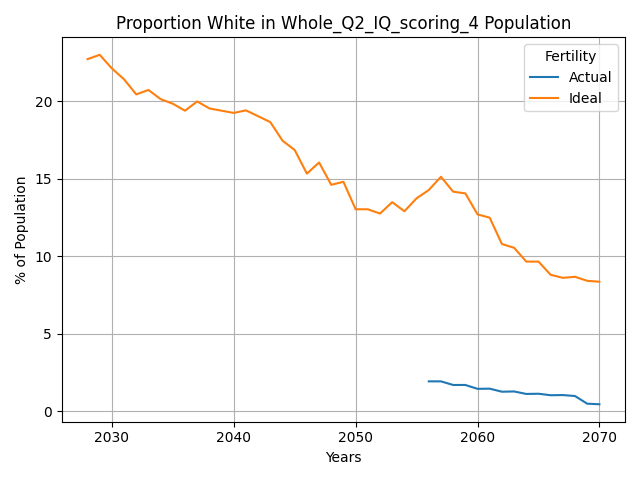 Proportion White in Whole_Q2_IQ_scoring_4 Population
Fertility
Actual
Ideal
% of Population
20
15
10
5
0
2030 2040 2050 2060 2070
Years